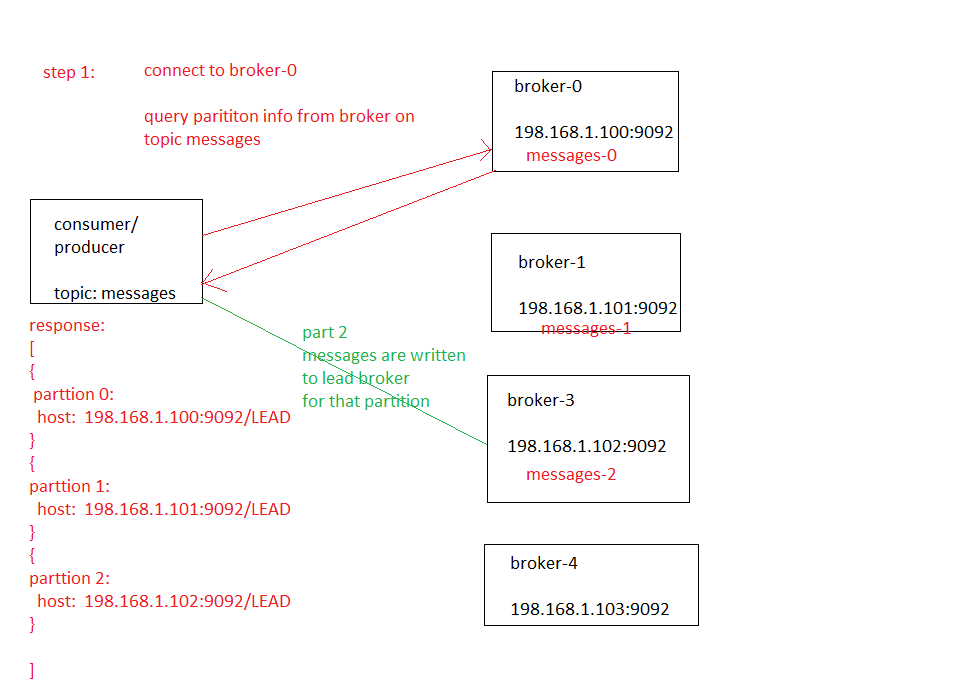 step 1:
connect to broker-0
query parititon info from broker on
topic messages
broker-0
198.168.1.100:9092
messages-0
consumer/
producer
topic: messages
broker-1
198.168.1.101:9092
messages-1
response:
[
{
parttion 0:
host: 198.168.1.100:9092/LEAD
}
{
parttion 1:
host: 198.168.1.101:9092/LEAD
}
{
parttion 2:
host: 198.168.1.102:9092/LEAD
}
]
part 2
messages are written
to lead broker
for that partition
broker-3
198.168.1.102:9092
messages-2
broker-4
198.168.1.103:9092